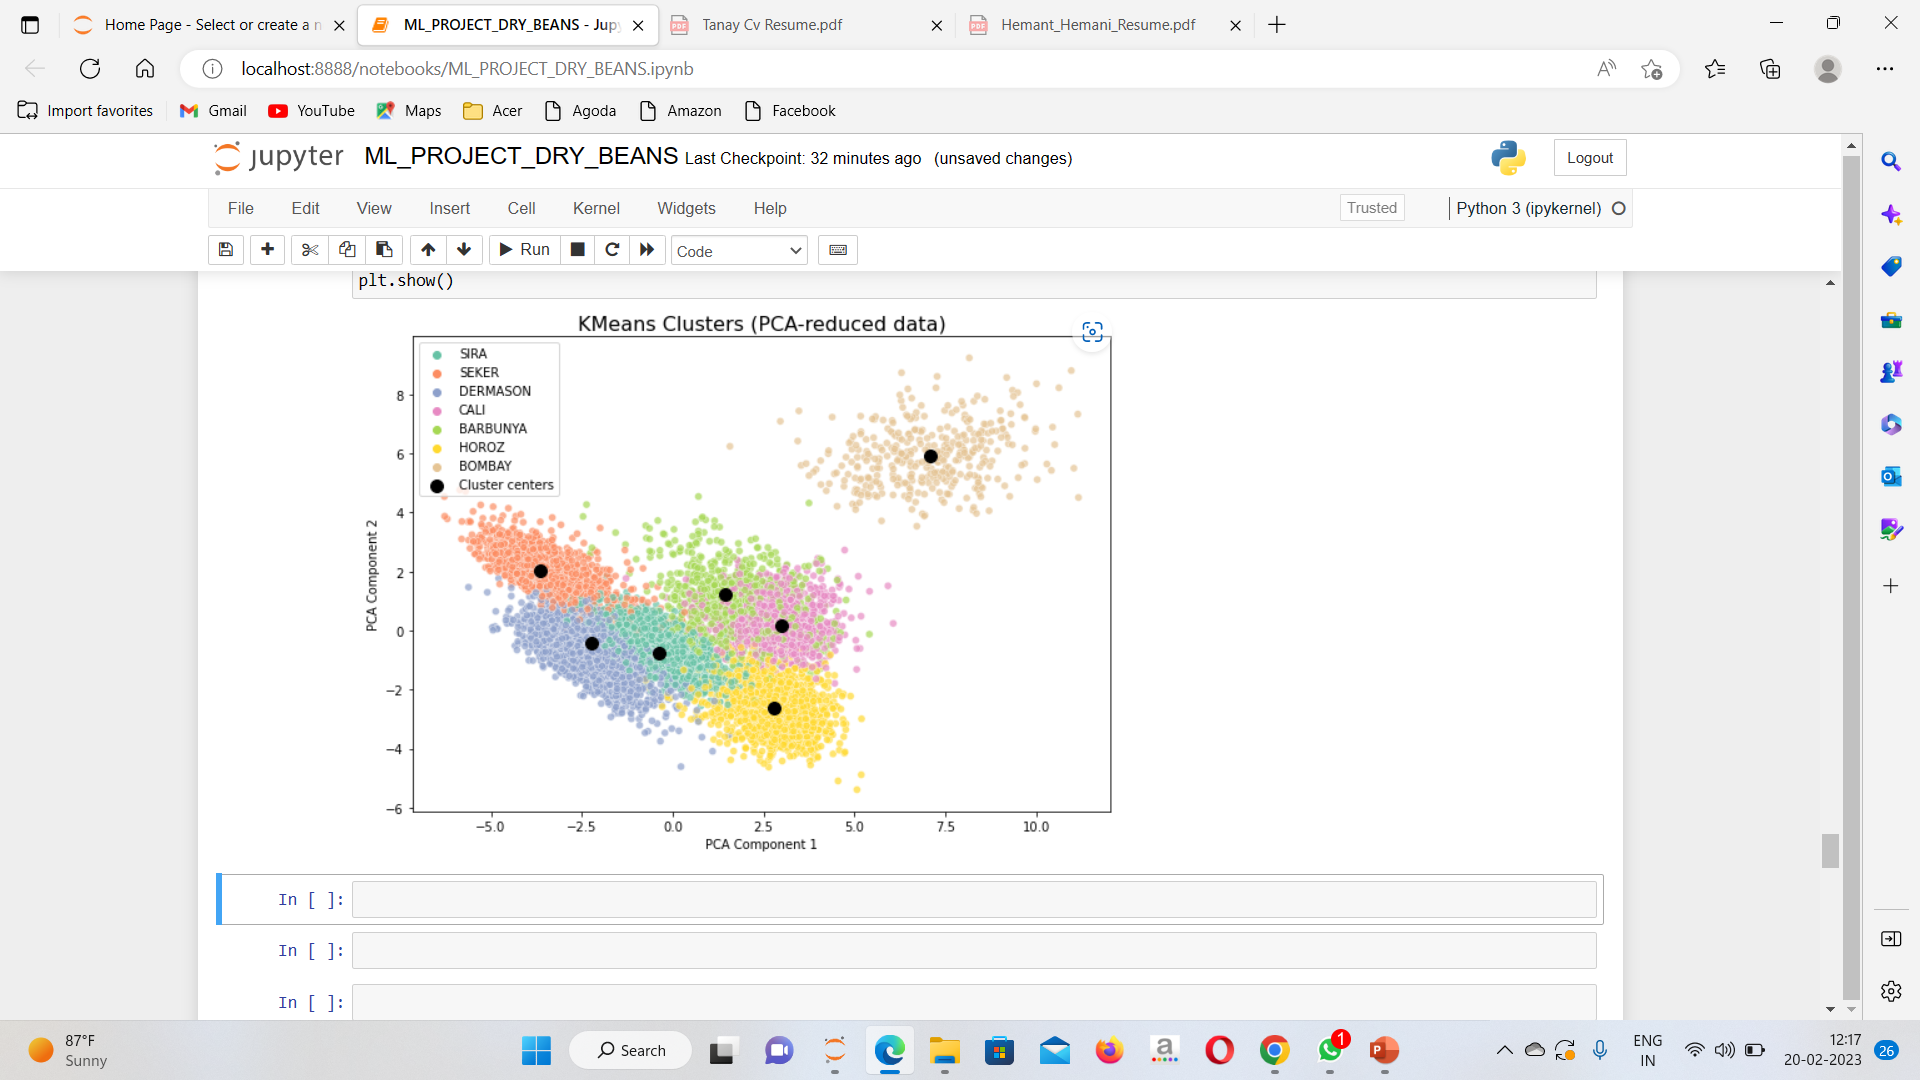 Home Page - Select or create a n
ML_PROJECT_DRY_BEANS - Jup
Tanay Cv Resume.pdf
Hemant_Hemani_Resume.pdf
localhost:8888/notebooks/ML_PROJECT_DRY_BEANS.ipynb
Import favorites
Gmail
YouTube
Maps
Acer
Agoda
Amazon
Facebook
jupyter
ML_PROJECT_DRY_BEANS Last Checkpoint: 32 minutes ago (unsaved changes)
Logout
File
Edit
View
Insert
Cell
Kernel
Widgets
Help
Trusted
Python 3 (ipykernel)
Run
Code
plt.show()
KMeans Clusters (PCA-reduced data)
SIRA
SEKER
DERMASON
CALI
BARBUNYA
HOROZ
BOMBAY
Cluster centers
8
6
4
2
0
−2
−4
−6
PCA Component 2
−5.0
−2.5
0.0
2.5
5.0
7.5
10.0
PCA Component 1
In [ ]:
In [ ]:
In [ ]:
87°F
Sunny
Search
1
ENG
IN
12:17
20-02-2023
26